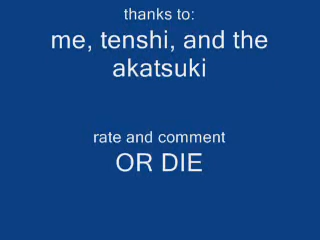 thanks to:
me, tenshi, and the
akatsuki
rate and comment
OR DIE